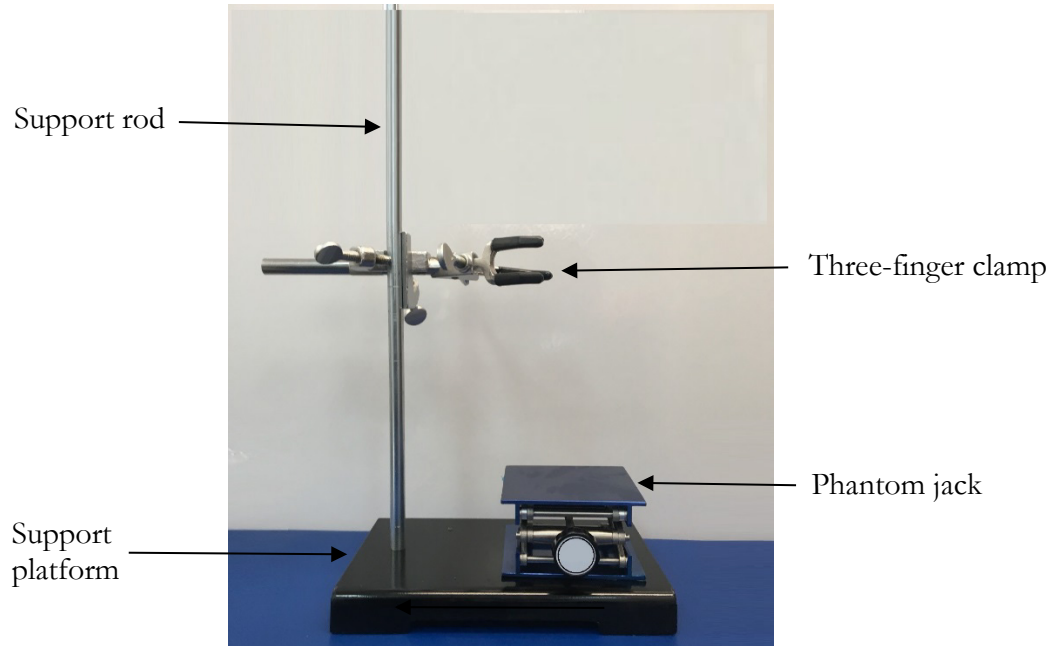 Support rod
Three-finger clamp
Phantom jack
Support
platform